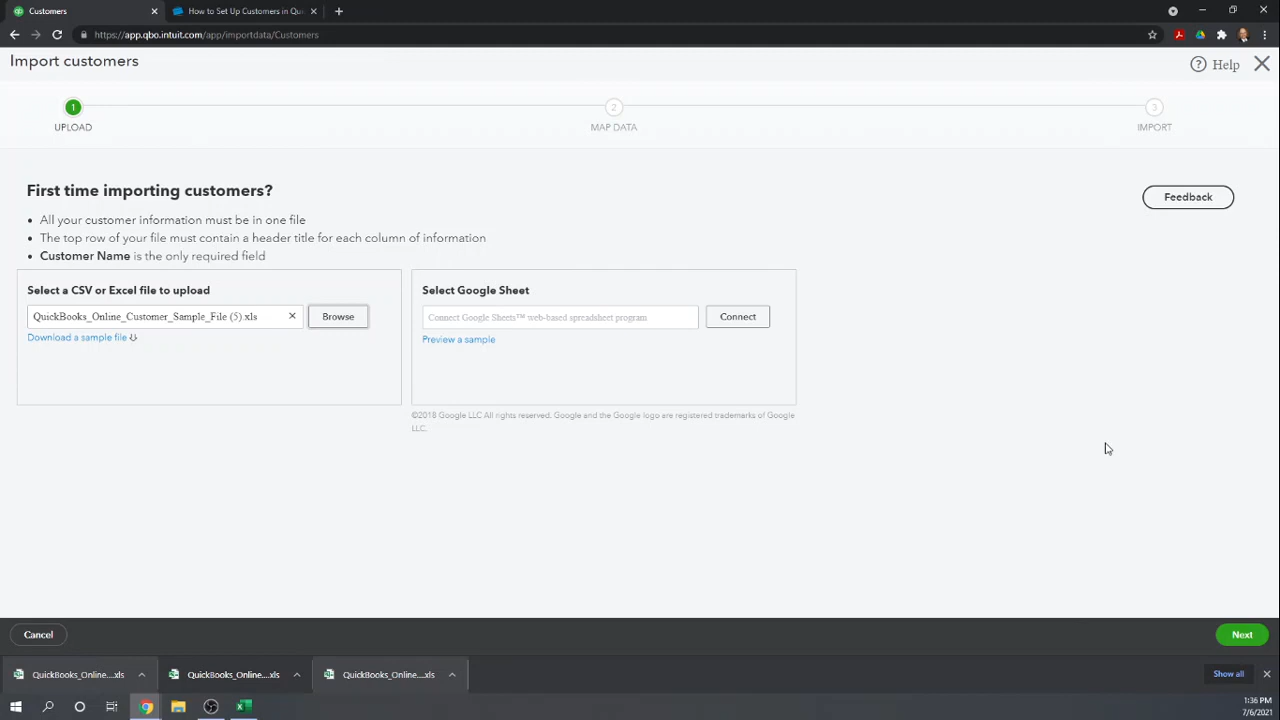 Customers
How to Set Up Customers in Qui
https://app.qbo.intuit.com/app/importdata/Customers
Import customers
Help
1
2
3
UPLOAD
MAP DATA
IMPORT
First time importing customers?
Feedback
All your customer information must be in one file
The top row of your file must contain a header title for each column of information
Customer Name is the only required field
Select a CSV or Excel file to upload
QuickBooks_Online_Customer_Sample_File (5).xls
Browse
Download a sample file
Select Google Sheet
Connect Google Sheets™ web-based spreadsheet program
Connect
Preview a sample
©2018 Google LLC All rights reserved. Google and the Google logo are registered trademarks of Google
LLC.
Cancel
Next
QuickBooks_Online....xls
QuickBooks_Online....xls
QuickBooks_Online....xls
Show all
1:36 PM
7/6/2021